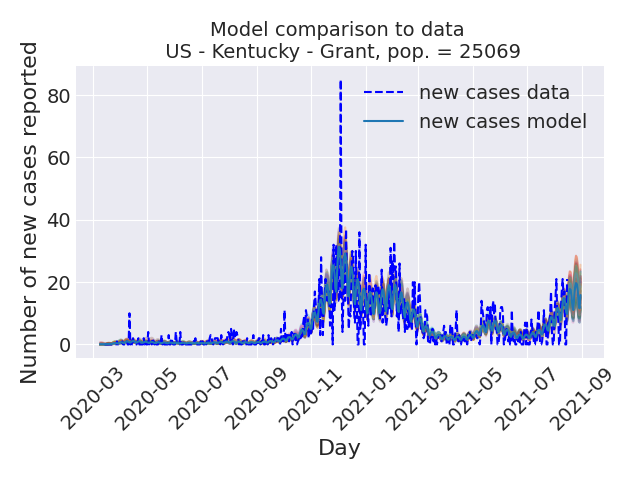 Model comparison to data
US - Kentucky - Grant, pop. = 25069
Number of new cases reported
80
60
40
20
0
new cases data
new cases model
2020-03
2020-05
2020-07
2020-09
2020-11
2021-01
2021-03
2021-05
2021-07
2021-09
Day